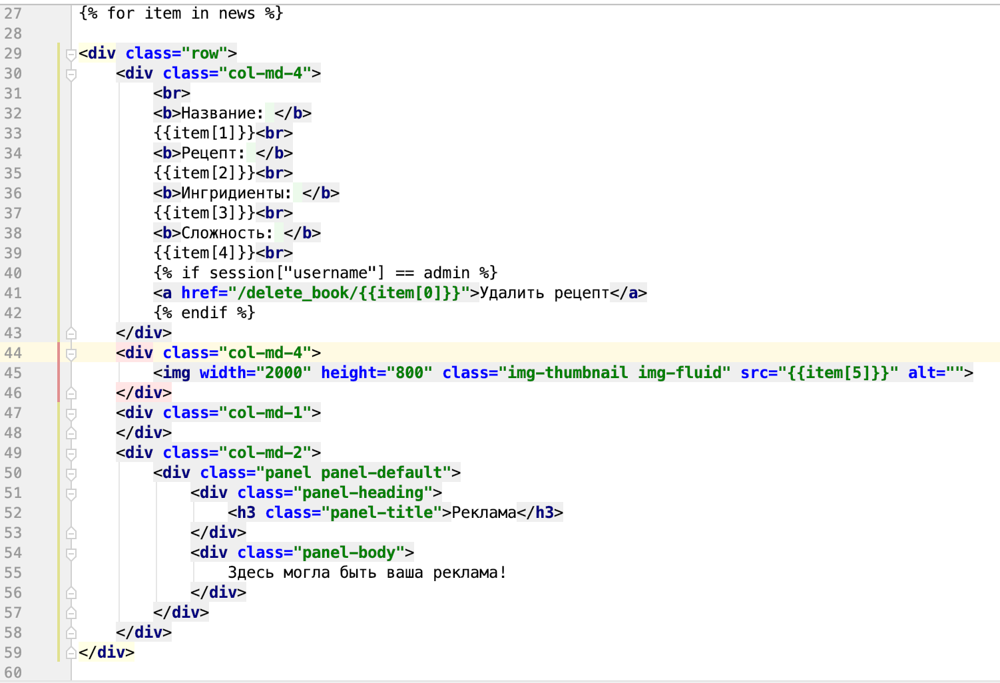 27 {% for item in news %}
28
29 <div class="row">
30 <div class="col-md-4">
31 <br>
32 <b>Название: </b>
33 {{item[1]}}<br>
34 <b>Рецепт: </b>
35 {{item[2]}}<br>
36 <b>Ингридиенты: </b>
37 {{item[3]}}<br>
38 <b>Сложность: </b>
39 {{item[4]}}<br>
40 {% if session["username"] == admin %}
41 <a href="/delete_book/{{item[0]}}">Удалить рецепт</a>
42 {% endif %}
43 </div>
44 <div class="col-md-4">
45 <img width="2000" height="800" class="img-thumbnail img-fluid" src="{{item[5]}}" alt="">
46 </div>
47 <div class="col-md-1">
48 </div>
49 <div class="col-md-2">
50 <div class="panel panel-default">
51 <div class="panel-heading">
52 <h3 class="panel-title">Реклама</h3>
53 </div>
54 <div class="panel-body">
55 Здесь могла быть ваша реклама!
56 </div>
57 </div>
58 </div>
59 </div>
60